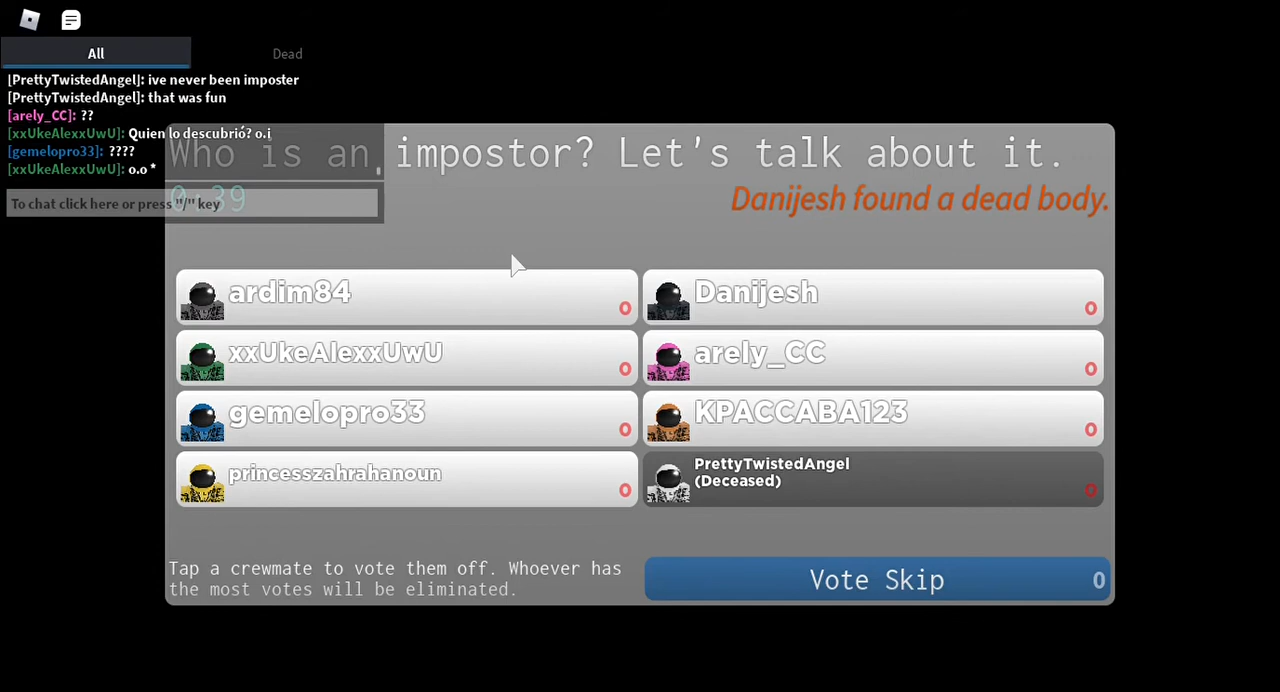 All
Dead
[PrettyTwistedAngel]: ive never been imposter
[PrettyTwistedAngel]: that was fun
[arely_CC]: ??
[xxUkeAlexxUwU]: Quien lo descubrió? o.i
[gemelopro33]: ????
[xxUkeAlexxUwU]: o.o *
To chat click here or press "/" key
Who is an impostor? Let's talk about it.
0:39
Danijesh found a dead body.
ardim84
0
Danijesh
0
xxUkeAlexxUwU
0
arely_CC
0
gemelopro33
0
KPACCABA123
0
princesszahrahanoun
0
PrettyTwistedAngel
(Deceased)
0
Tap a crewmate to vote them off. Whoever has
the most votes will be eliminated.
Vote Skip
0